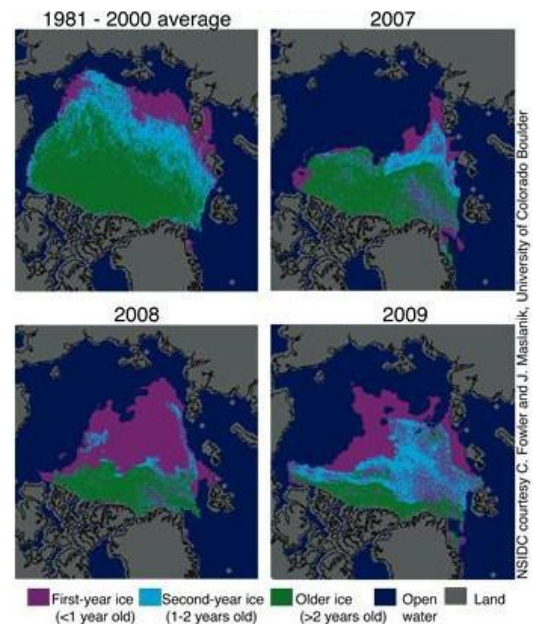 1981 - 2000 average
2007
2008
2009
NSIDC courtesy C. Fowler and J. Maslanik, University of Colorado Boulder
First-year ice
(<1 year old)
Second-year ice
(1-2 years old)
Older ice
(>2 years old)
Open
water
Land